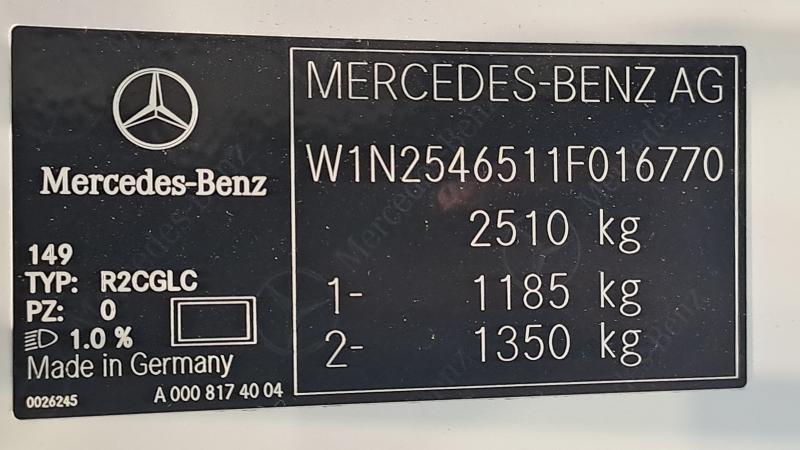 Mercedes-Benz
149
TYP: R2CGLC
PZ: 0
1.0 %
Made in Germany
0026245 A 000 817 40 04
MERCEDES-BENZ AG
W1N2546511F016770
2510 kg
1- 1185 kg
2- 1350 kg